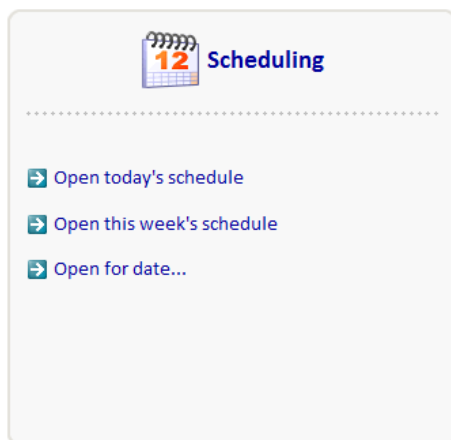 12 Scheduling
Open today's schedule
Open this week's schedule
Open for date...